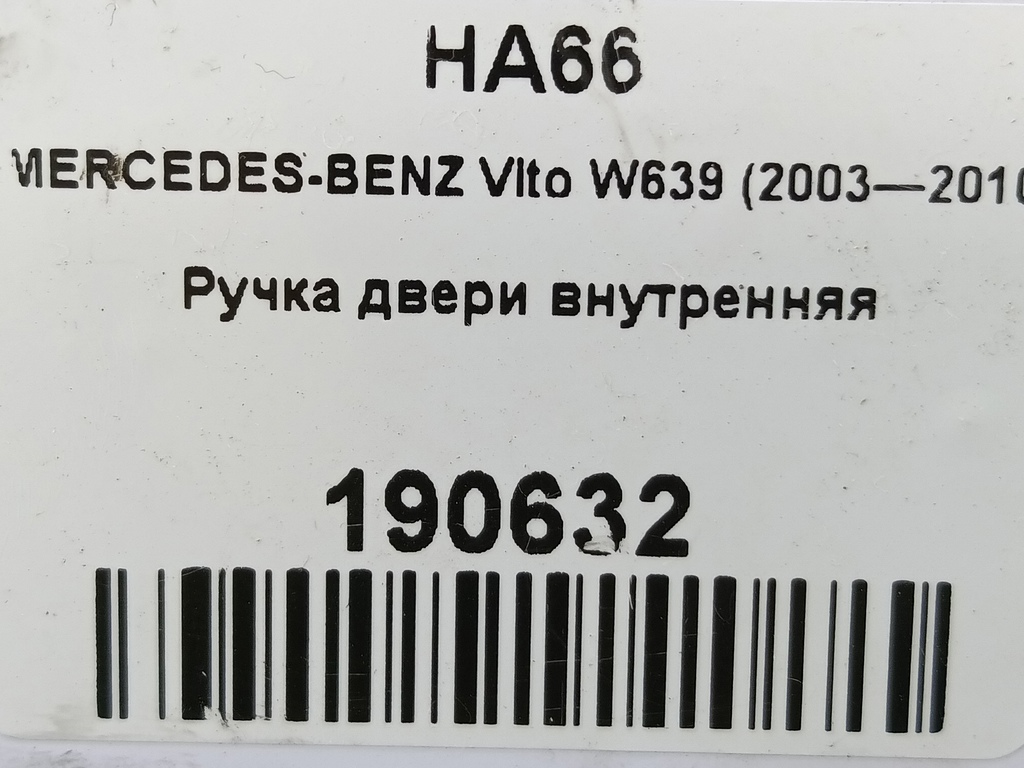 HA66
MERCEDES-BENZ Vito W639 (2003—2010
Ручка двери внутренняя
190632